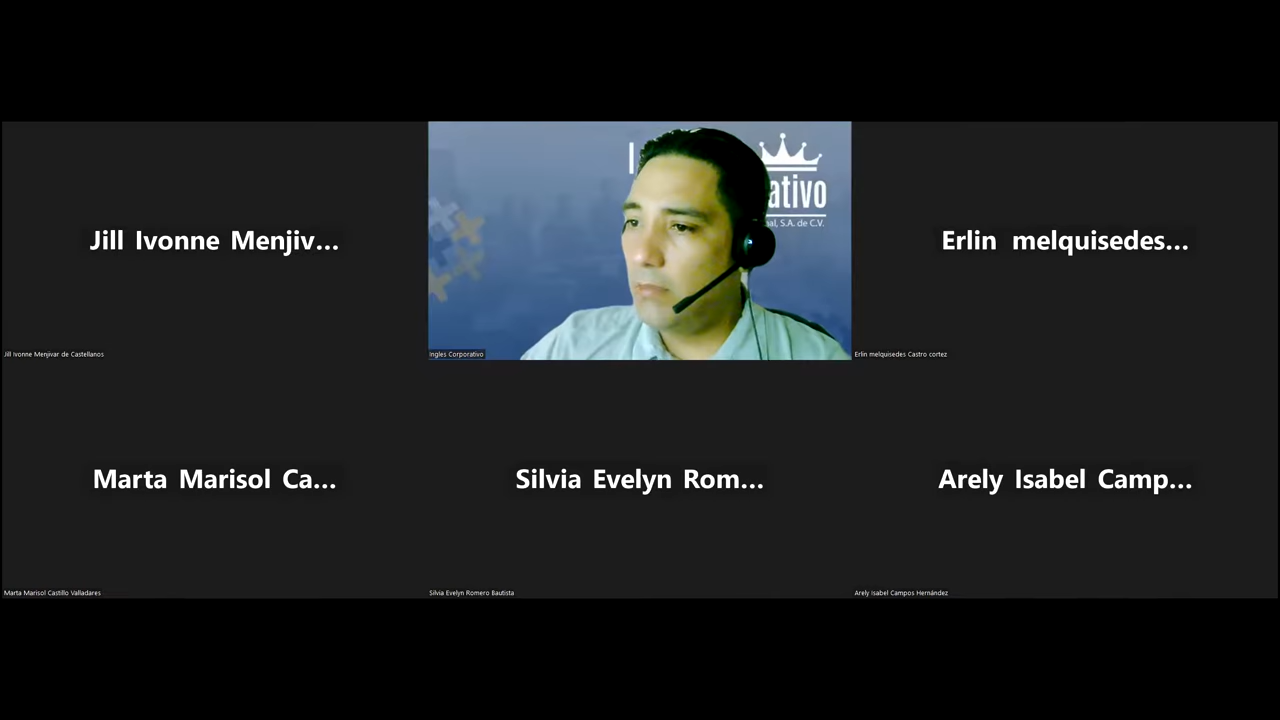 Jill Ivonne Menjiv...
Jill Ivonne Menjivar de Castellanos
I
ativo
nal, S.A. de C.V.
Ingles Corporativo
Erlin melquisedes...
Erlin melquisedes Castro cortez
Marta Marisol Ca...
Marta Marisol Castillo Valladares
Silvia Evelyn Rom...
Silvia Evelyn Romero Bautista
Arely Isabel Camp...
Arely Isabel Campos Hernández